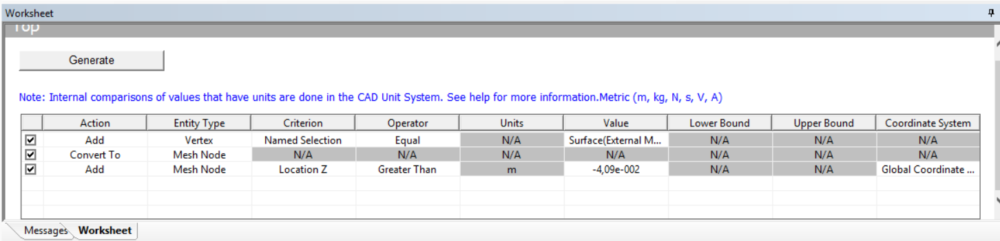 Worksheet
Top
Generate
Note: Internal comparisons of values that have units are done in the CAD Unit System. See help for more information.Metric (m, kg, N, s, V, A)
Action Entity Type Criterion Operator Units Value Lower Bound Upper Bound Coordinate System
Add Vertex Named Selection Equal N/A Surface(External M... N/A N/A N/A
Convert To Mesh Node N/A N/A N/A N/A N/A N/A N/A
Add Mesh Node Location Z Greater Than m -4,09e-002 N/A N/A Global Coordinate ...
Messages Worksheet